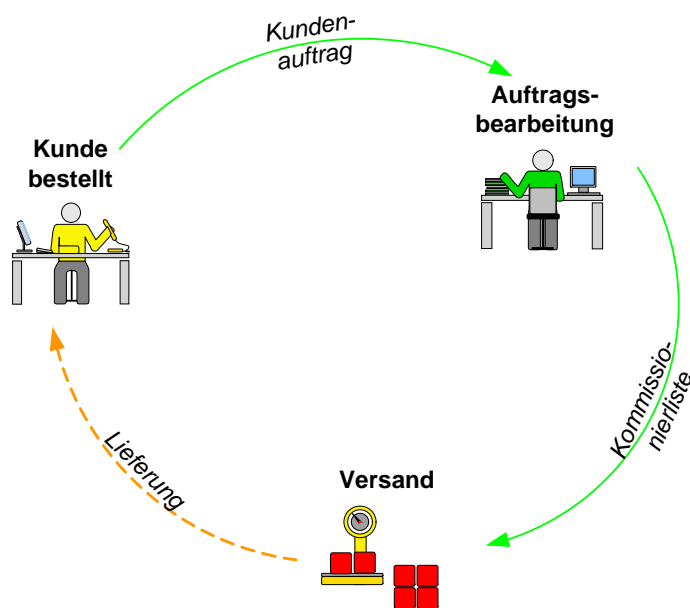 Kunden-
auftrag
Auftrags-
bearbeitung
Kunde
bestellt
Kommissio-
nierliste
Lieferung
Versand